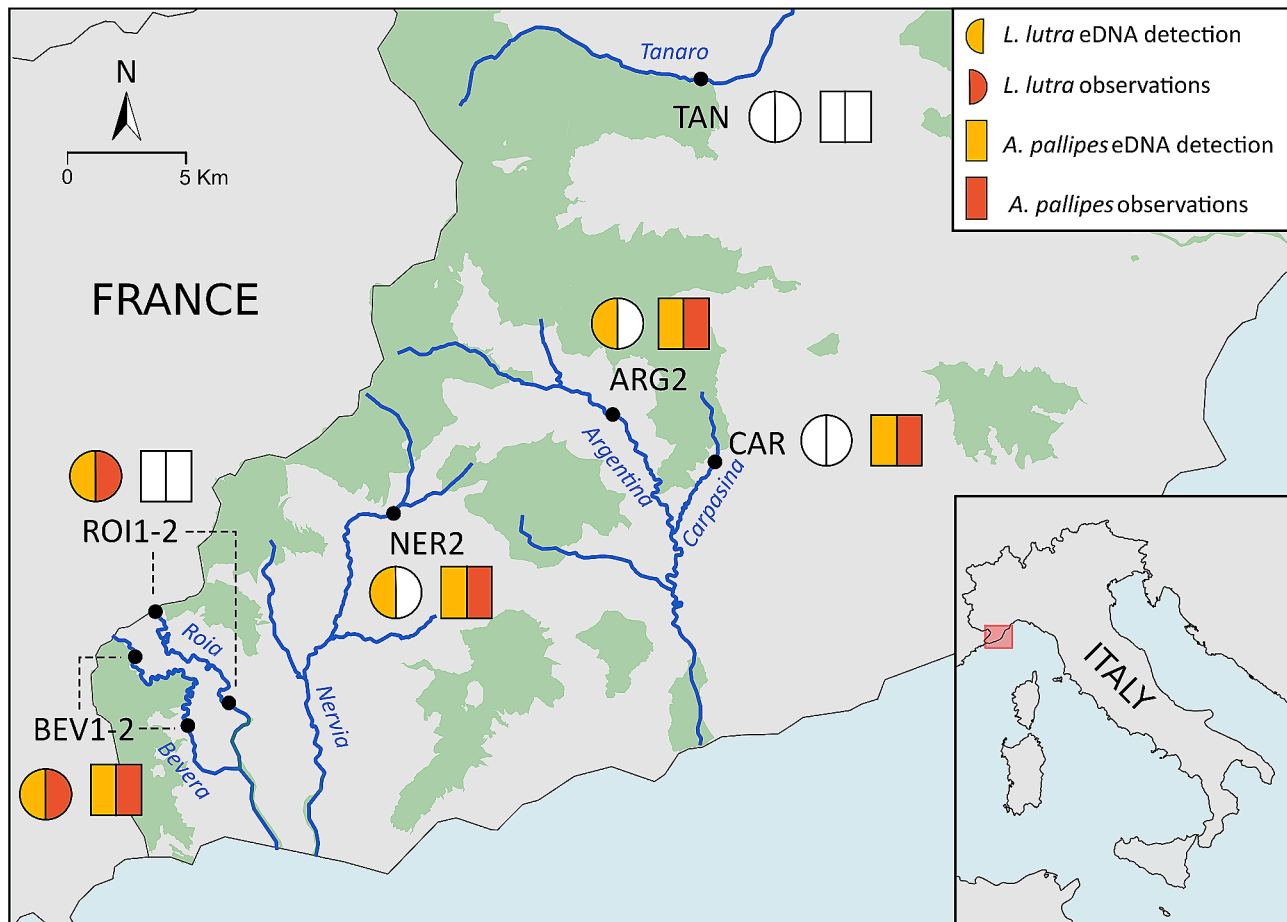 N
0 5 Km
FRANCE
Tanaro
TAN
L. lutra eDNA detection
L. lutra observations
A. pallipes eDNA detection
A. pallipes observations
ARG2
Argentina
CAR
Carpasina
ROI1-2
NER2
Roia
Nervia
BEV1-2
Bevera
ITALY